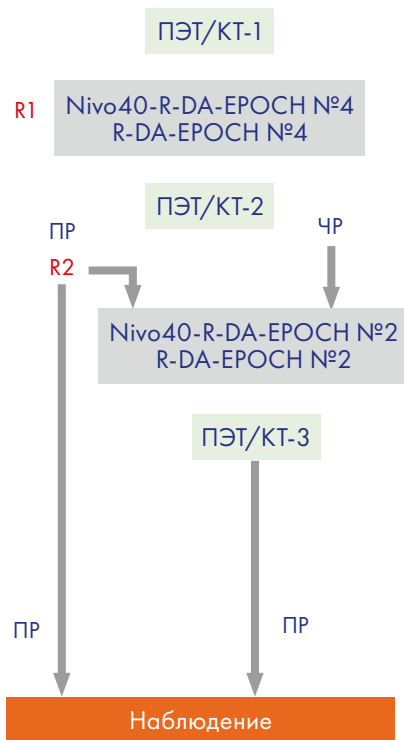 ПЭТ/КТ-1
R1
Nivo40-R-DA-EPOCH №4
R-DA-EPOCH №4
ПЭТ/КТ-2
ПР
ЧР
R2
Nivo40-R-DA-EPOCH №2
R-DA-EPOCH №2
ПЭТ/КТ-3
ПР
ПР
Наблюдение